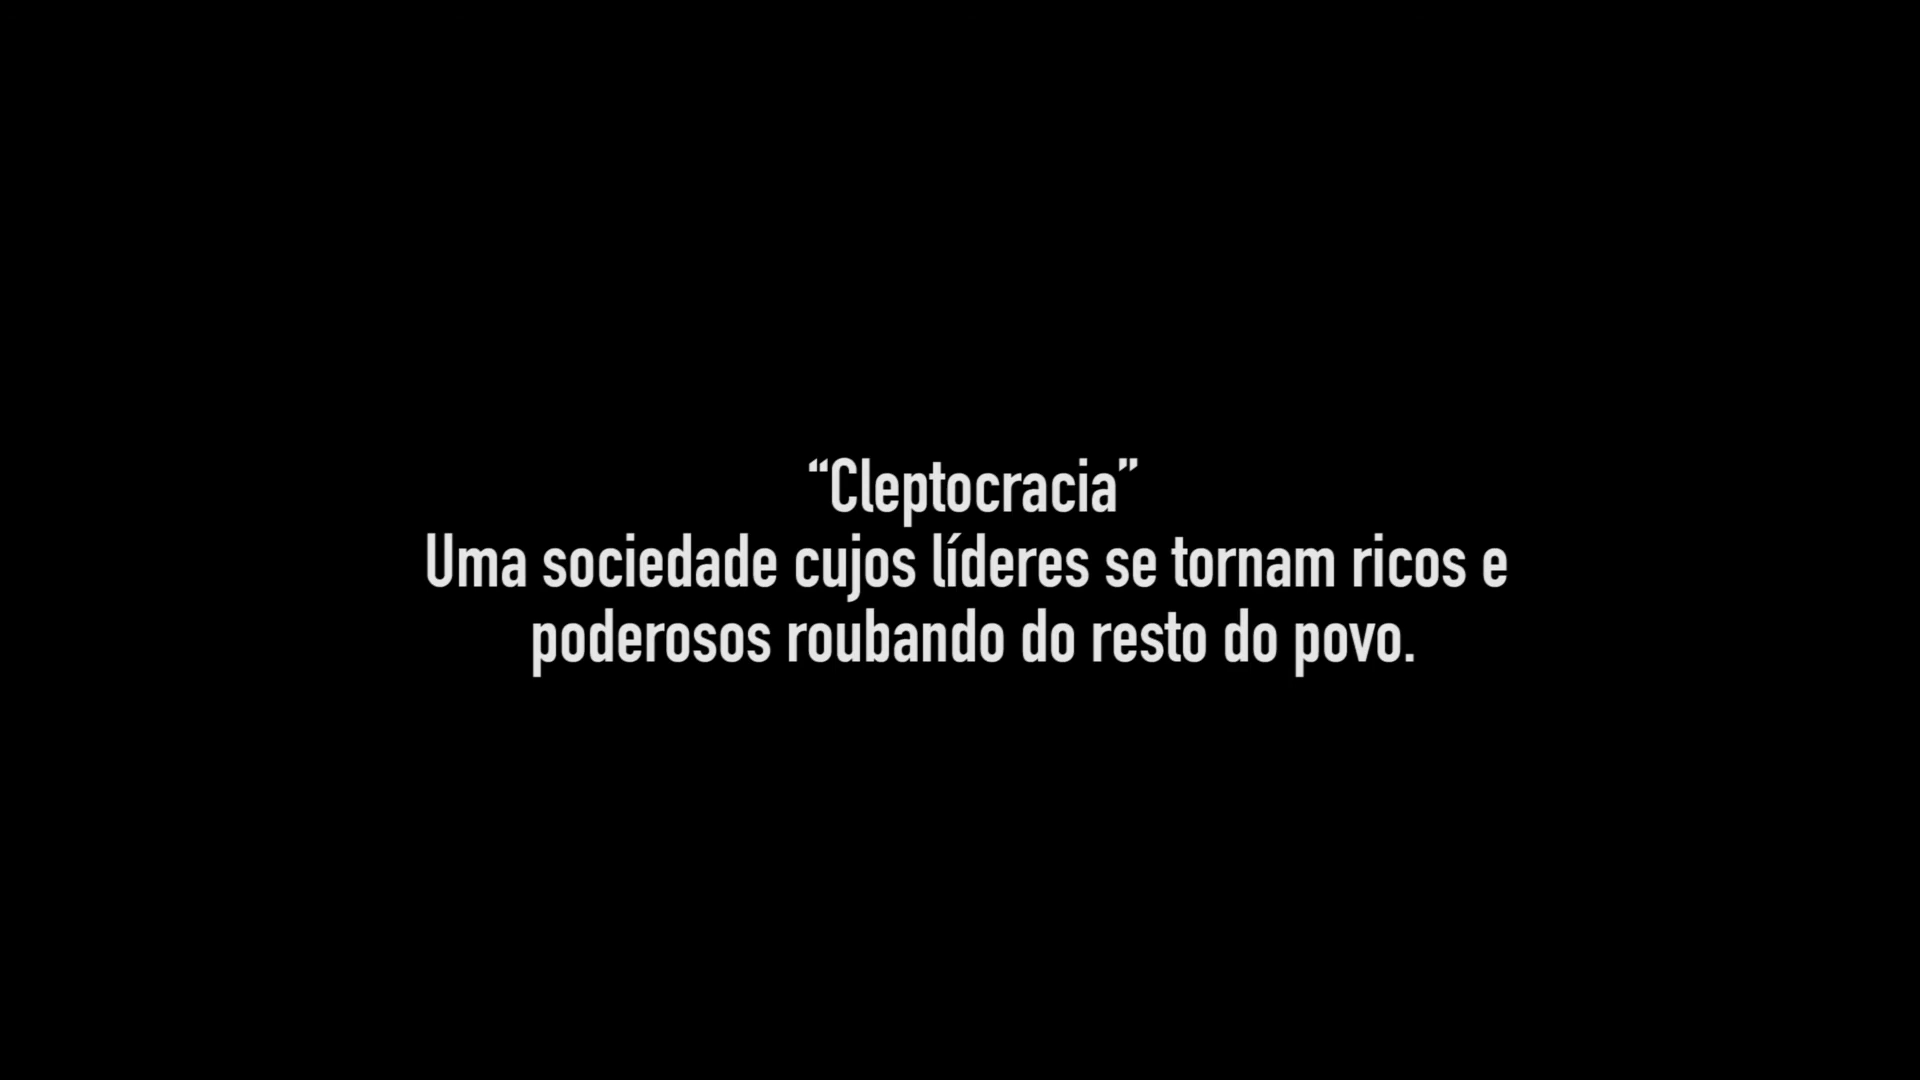 “Cleptocracia”
Uma sociedade cujos líderes se tornam ricos e
poderosos roubando do resto do povo.